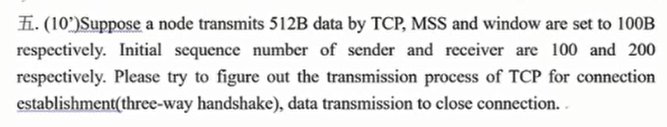 五. (10’)Suppose a node transmits 512B data by TCP, MSS and window are set to 100B
respectively. Initial sequence number of sender and receiver are 100 and 200
respectively. Please try to figure out the transmission process of TCP for connection
establishment(three-way handshake), data transmission to close connection.